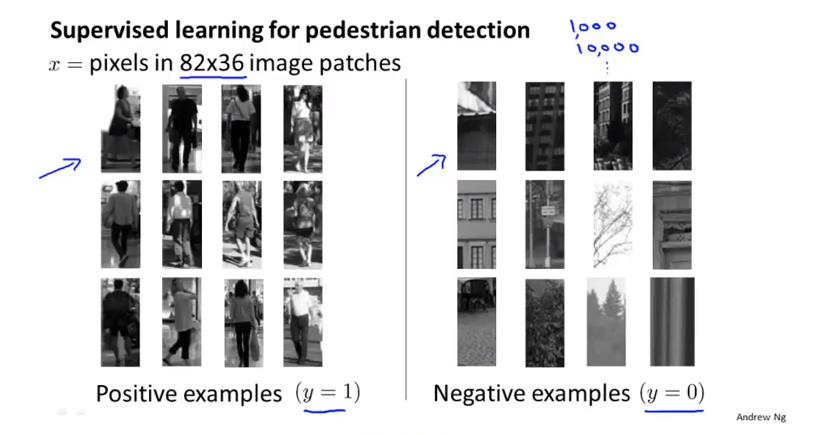 Supervised learning for pedestrian detection
x = pixels in 82x36 image patches
1,000
10,000
⋮
Positive examples (y = 1)
Negative examples (y = 0)
Andrew Ng